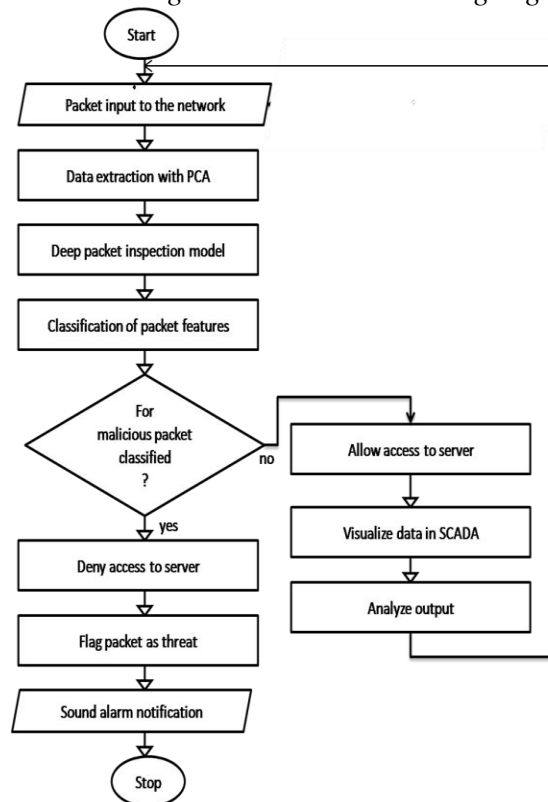 Start
Packet input to the network
Data extraction with PCA
Deep packet inspection model
Classification of packet features
For
malicious packet
classified
?
no
yes
Allow access to server
Visualize data in SCADA
Analyze output
Deny access to server
Flag packet as threat
Sound alarm notification
Stop